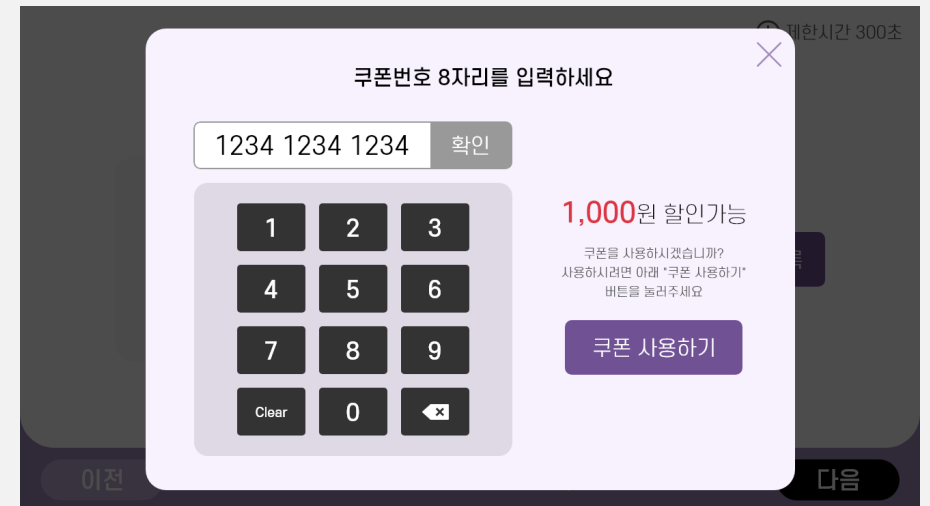 제한시간 300초
쿠폰번호 8자리를 입력하세요
1234 1234 1234 확인
1 2 3
4 5 6
7 8 9
Clear 0
1,000원 할인가능
쿠폰을 사용하시겠습니까?
사용하시려면 아래 "쿠폰 사용하기"
버튼을 눌러주세요
쿠폰 사용하기
이전
다음